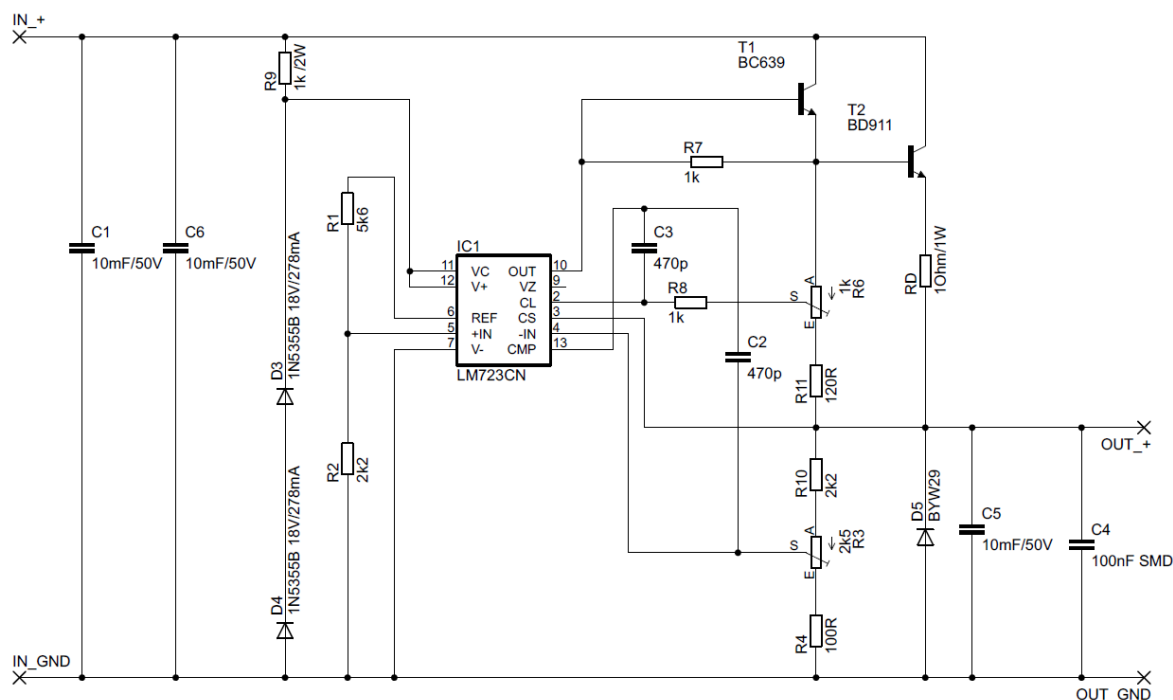 IN_+
R9
1k /2W
T1
BC639
T2
BD911
R7
1k
R1
5k6
C1
10mF/50V
C6
10mF/50V
D3
1N5355B 18V/278mA
IC1
11
VC
OUT
10
12
V+
VZ
9
CL
2
6
REF
CS
3
5
+IN
-IN
4
7
V-
CMP
13
LM723CN
C3
470p
R8
1k
S
A
E
1k
R6
RD
1Ohm/1W
C2
470p
R11
120R
OUT_+
R2
2k2
R10
2k2
D4
1N5355B 18V/278mA
S
A
E
2k5
R3
D5
BYW29
C5
10mF/50V
C4
100nF SMD
R4
100R
IN_GND
OUT_GND